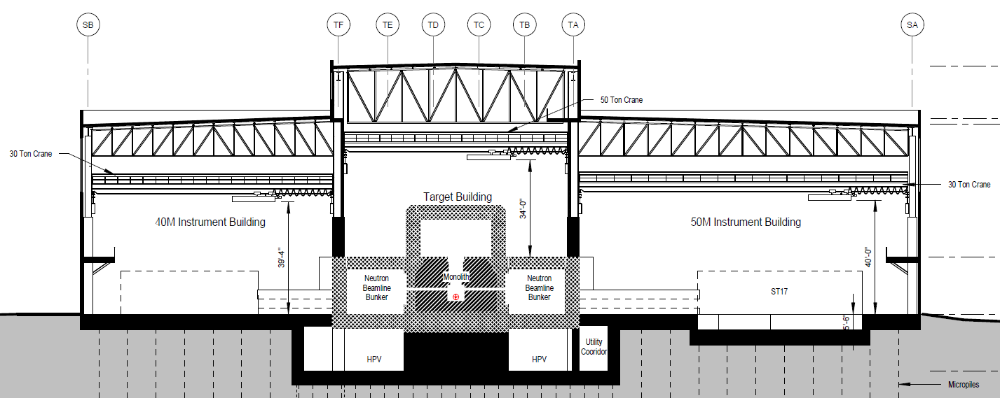 SB
TF
TE
TD
TC
TB
TA
SA
50 Ton Crane
30 Ton Crane
30 Ton Crane
Target Building
34'-0"
40M Instrument Building
50M Instrument Building
39'-4"
40'-0"
Neutron
Beamline
Bunker
Monolith
Neutron
Beamline
Bunker
ST17
5'-6"
HPV
HPV
Utility
Cooridor
Micropiles